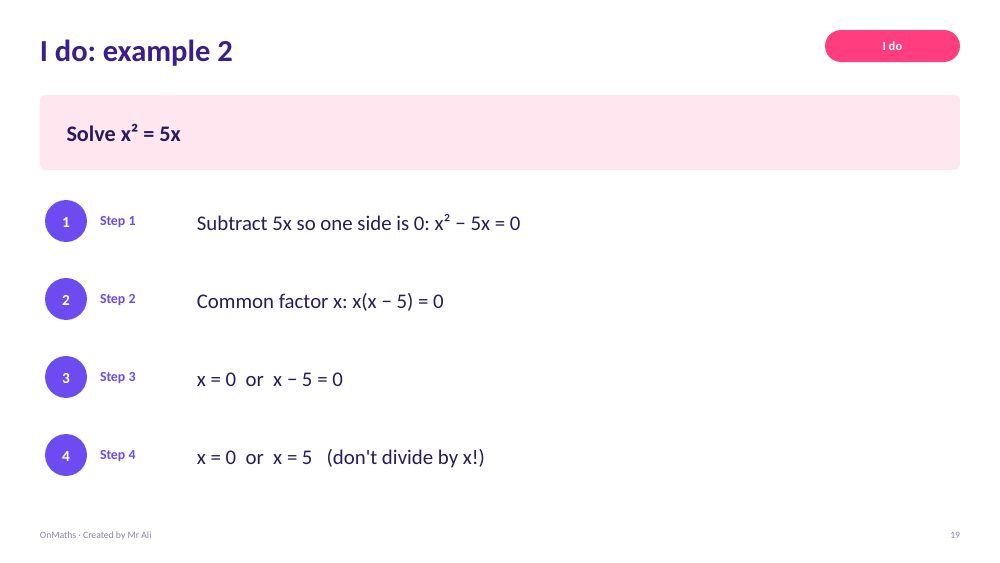 I do: example 2
I do
Solve x² = 5x
1 Step 1 Subtract 5x so one side is 0: x² − 5x = 0
2 Step 2 Common factor x: x(x − 5) = 0
3 Step 3 x = 0 or x − 5 = 0
4 Step 4 x = 0 or x = 5 (don't divide by x!)
OnMaths · Created by Mr Ali
19